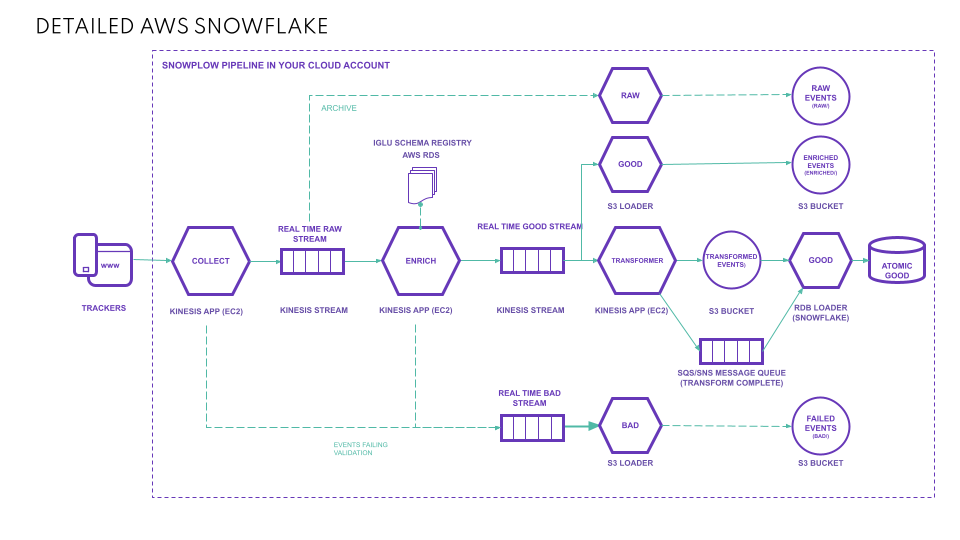 DETAILED AWS SNOWFLAKE
SNOWPLOW PIPELINE IN YOUR CLOUD ACCOUNT
RAW
RAW
EVENTS
(RAW/)
ARCHIVE
IGLU SCHEMA REGISTRY
AWS RDS
GOOD
ENRICHED
EVENTS
(ENRICHED/)
S3 LOADER
S3 BUCKET
REAL TIME RAW
STREAM
REAL TIME GOOD STREAM
www
COLLECT
ENRICH
TRANSFORMER
TRANSFORMED
EVENTS)
GOOD
ATOMIC
GOOD
TRACKERS
KINESIS APP (EC2)
KINESIS STREAM
KINESIS APP (EC2)
KINESIS STREAM
KINESIS APP (EC2)
S3 BUCKET
RDB LOADER
(SNOWFLAKE)
SQS/SNS MESSAGE QUEUE
(TRANSFORM COMPLETE)
REAL TIME BAD
STREAM
BAD
FAILED
EVENTS
(BAD/)
EVENTS FAILING
VALIDATION
S3 LOADER
S3 BUCKET